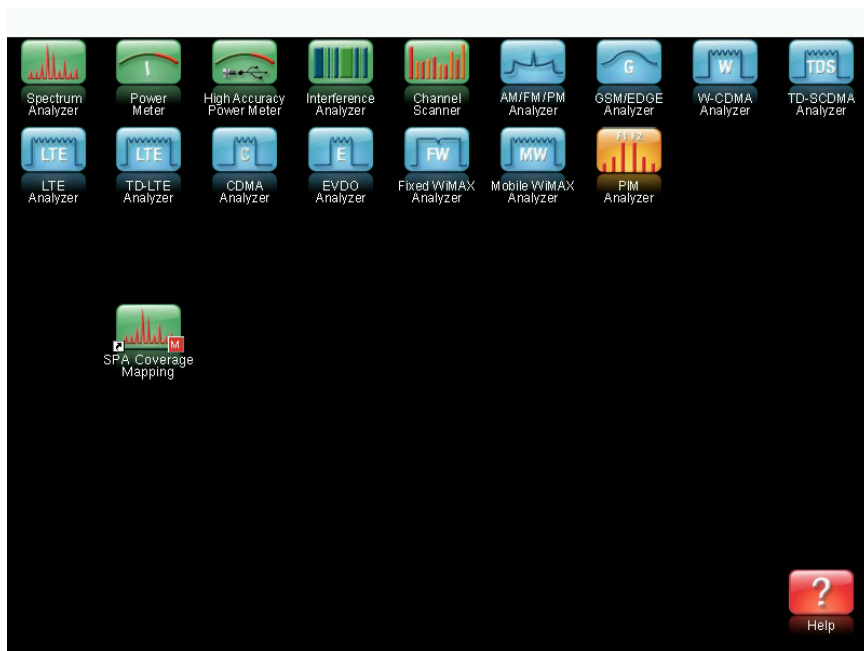 Spectrum
Analyzer
Power
Meter
High Accuracy
Power Meter
Interference
Analyzer
Channel
Scanner
AM/FM/PM
Analyzer
G
GSM/EDGE
Analyzer
W
W-CDMA
Analyzer
TDS
TD-SCDMA
Analyzer
LTE
LTE
Analyzer
LTE
TD-LTE
Analyzer
C
CDMA
Analyzer
E
EVDO
Analyzer
FW
Fixed WiMAX
Analyzer
MW
Mobile WiMAX
Analyzer
F1 F2
PIM
Analyzer
M
SPA Coverage
Mapping
?
Help